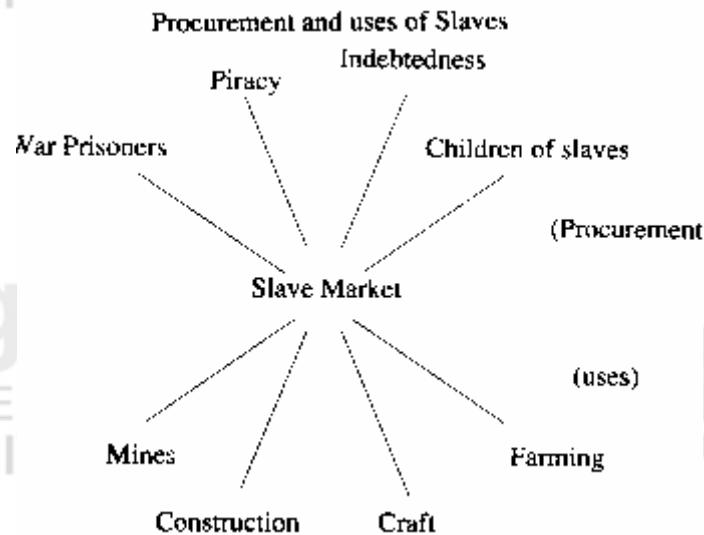 Procurement and uses of Slaves
Indebtedness
Piracy
War Prisoners
Children of slaves
(Procurement
Slave Market
(uses)
Mines
Farming
Construction
Craft